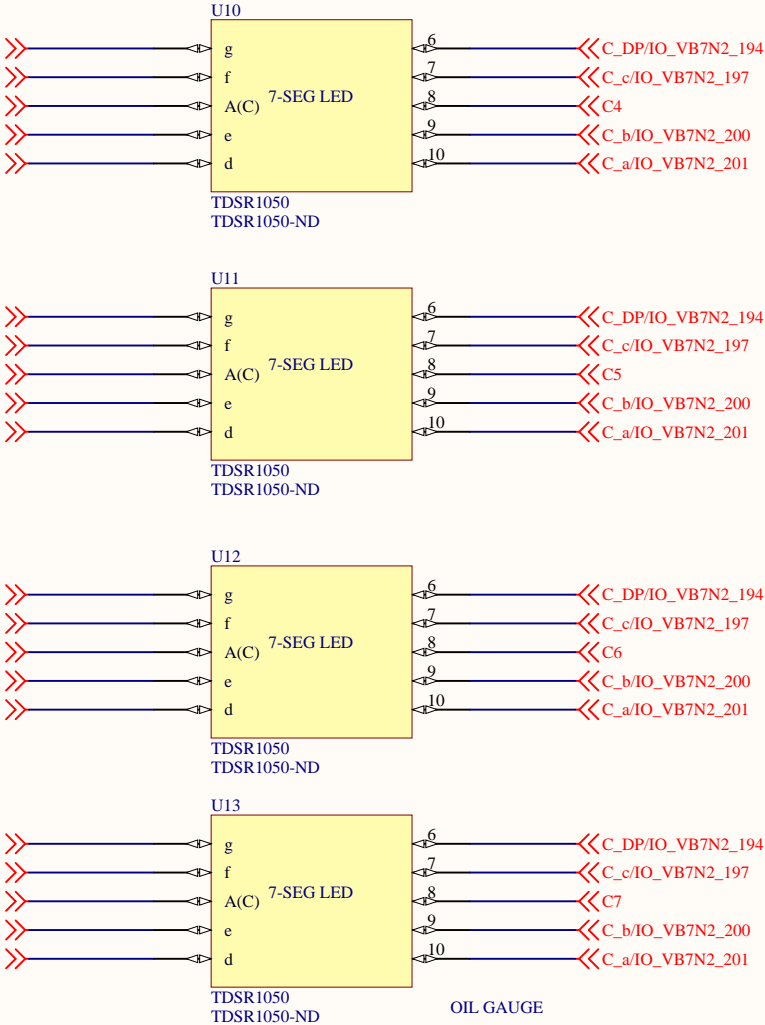 U10
g 6 C_DP/IO_VB7N2_194
f 7 C_c/IO_VB7N2_197
A(C) 7-SEG LED 8 C4
e 9 C_b/IO_VB7N2_200
d 10 C_a/IO_VB7N2_201
TDSR1050
TDSR1050-ND
U11
g 6 C_DP/IO_VB7N2_194
f 7 C_c/IO_VB7N2_197
A(C) 7-SEG LED 8 C5
e 9 C_b/IO_VB7N2_200
d 10 C_a/IO_VB7N2_201
TDSR1050
TDSR1050-ND
U12
g 6 C_DP/IO_VB7N2_194
f 7 C_c/IO_VB7N2_197
A(C) 7-SEG LED 8 C6
e 9 C_b/IO_VB7N2_200
d 10 C_a/IO_VB7N2_201
TDSR1050
TDSR1050-ND
U13
g 6 C_DP/IO_VB7N2_194
f 7 C_c/IO_VB7N2_197
A(C) 7-SEG LED 8 C7
e 9 C_b/IO_VB7N2_200
d 10 C_a/IO_VB7N2_201
TDSR1050
TDSR1050-ND
OIL GAUGE